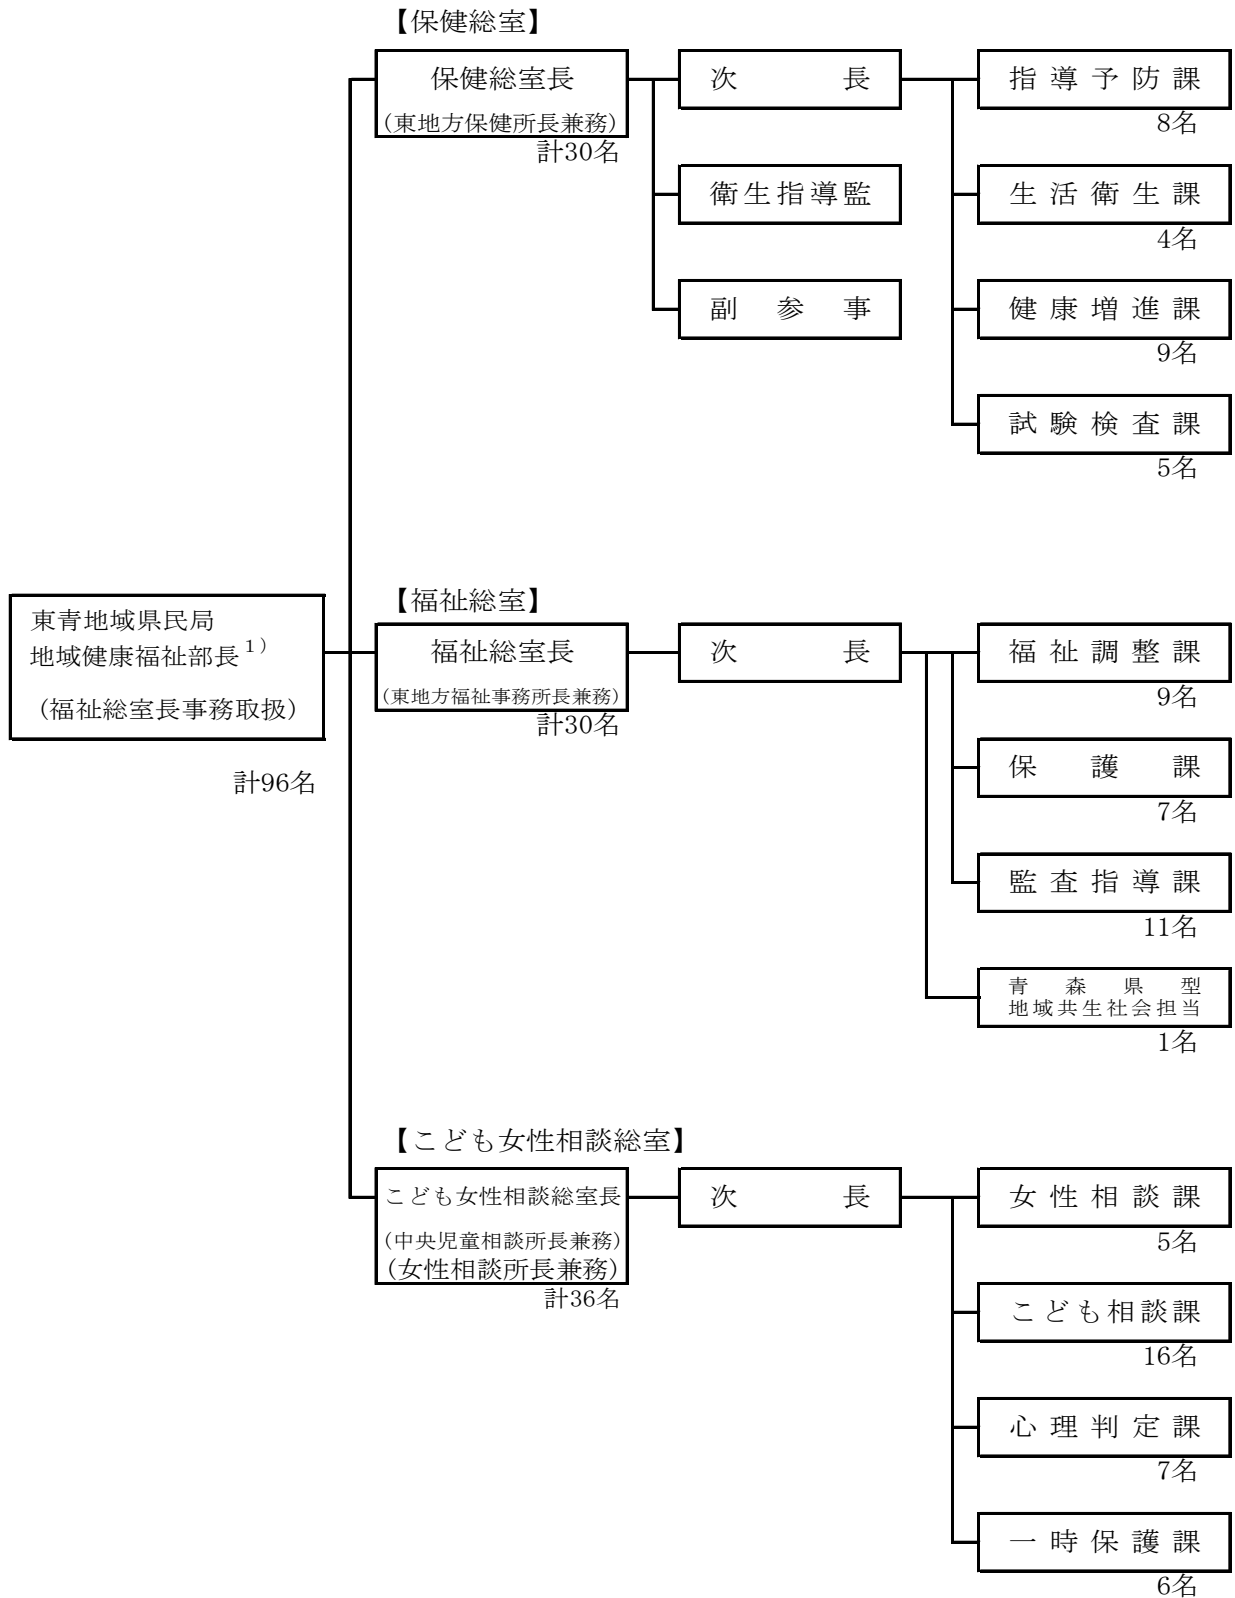 【保健総室】
保健総室長
(東地方保健所長兼務)
計30名
次長
衛生指導監
副参事
指導予防課
8名
生活衛生課
4名
健康増進課
9名
試験検査課
5名
東青地域県民局
地域健康福祉部長1)
(福祉総室長事務取扱)
計96名
【福祉総室】
福祉総室長
(東地方福祉事務所長兼務)
計30名
次長
福祉調整課
9名
保護課
7名
監査指導課
11名
青森県型
地域共生社会担当
1名
【こども女性相談総室】
こども女性相談総室長
(中央児童相談所長兼務)
(女性相談所長兼務)
計36名
次長
女性相談課
5名
こども相談課
16名
心理判定課
7名
一時保護課
6名